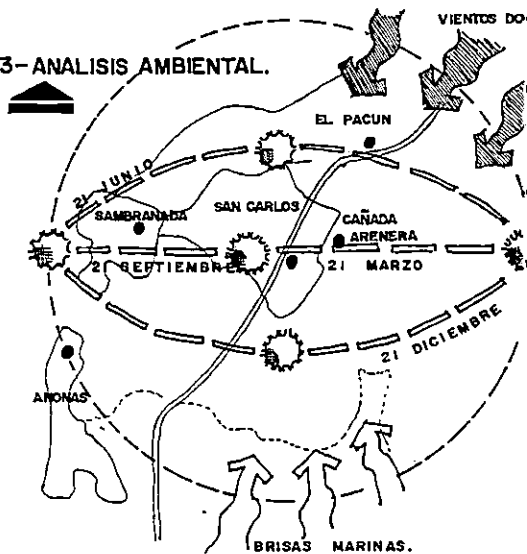 VIENTOS
3-ANALISIS AMBIENTAL.
EL PACUN
21 JUNIO
SAMBRANADA
SAN CARLOS
CAÑADA
ARENERA
21 SEPTIEMBRE
21 MARZO
21 DICIEMBRE
ANONAS
BRISAS MARINAS.